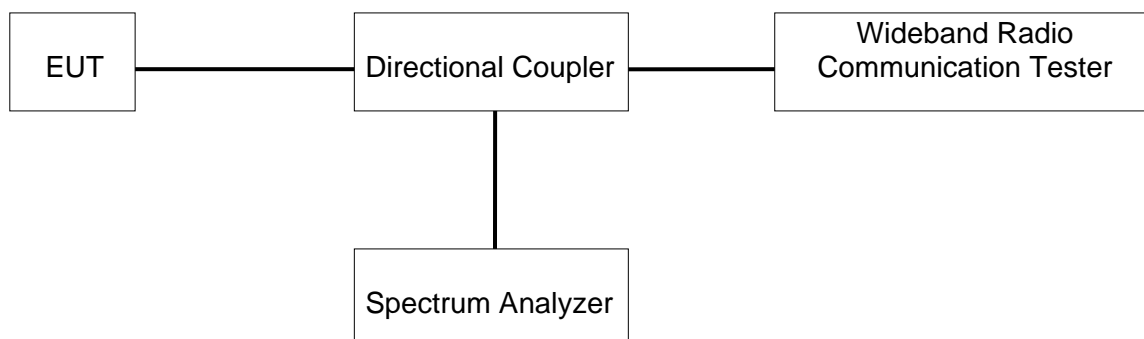 EUT
Directional Coupler
Wideband Radio
Communication Tester
Spectrum Analyzer